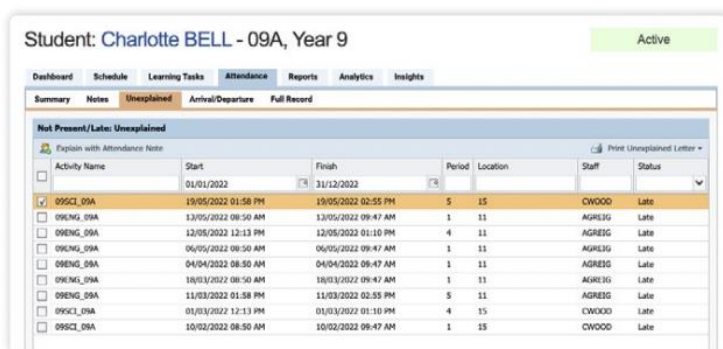 Student: Charlotte BELL - 09A, Year 9
Active
Dashboard Schedule Learning Tasks Attendance Reports Analytics Insights
Summary Notes Unexplained Arrival/Departure Full Record
Not Present/Late: Unexplained
Explain with Attendance Note Print Unexplained Letter
Activity Name Start Finish Period Location Staff Status
01/01/2022 31/12/2022
09SCI_09A 19/05/2022 01:58 PM 19/05/2022 02:55 PM 5 15 CWOOD Late
09ENG_09A 13/05/2022 08:50 AM 13/05/2022 09:47 AM 1 11 AGREIG Late
09ENG_09A 12/05/2022 12:13 PM 12/05/2022 01:10 PM 4 11 AGREIG Late
09ENG_09A 06/05/2022 08:50 AM 06/05/2022 09:47 AM 1 11 AGREIG Late
09ENG_09A 04/04/2022 08:50 AM 04/04/2022 09:47 AM 1 11 AGREIG Late
09ENG_09A 18/03/2022 08:50 AM 18/03/2022 09:47 AM 1 11 AGREIG Late
09ENG_09A 11/03/2022 01:58 PM 11/03/2022 02:55 PM 5 11 AGREIG Late
09SCI_09A 01/03/2022 12:13 PM 01/03/2022 01:10 PM 4 15 CWOOD Late
09SCI_09A 10/02/2022 08:50 AM 10/02/2022 09:47 AM 1 15 CWOOD Late